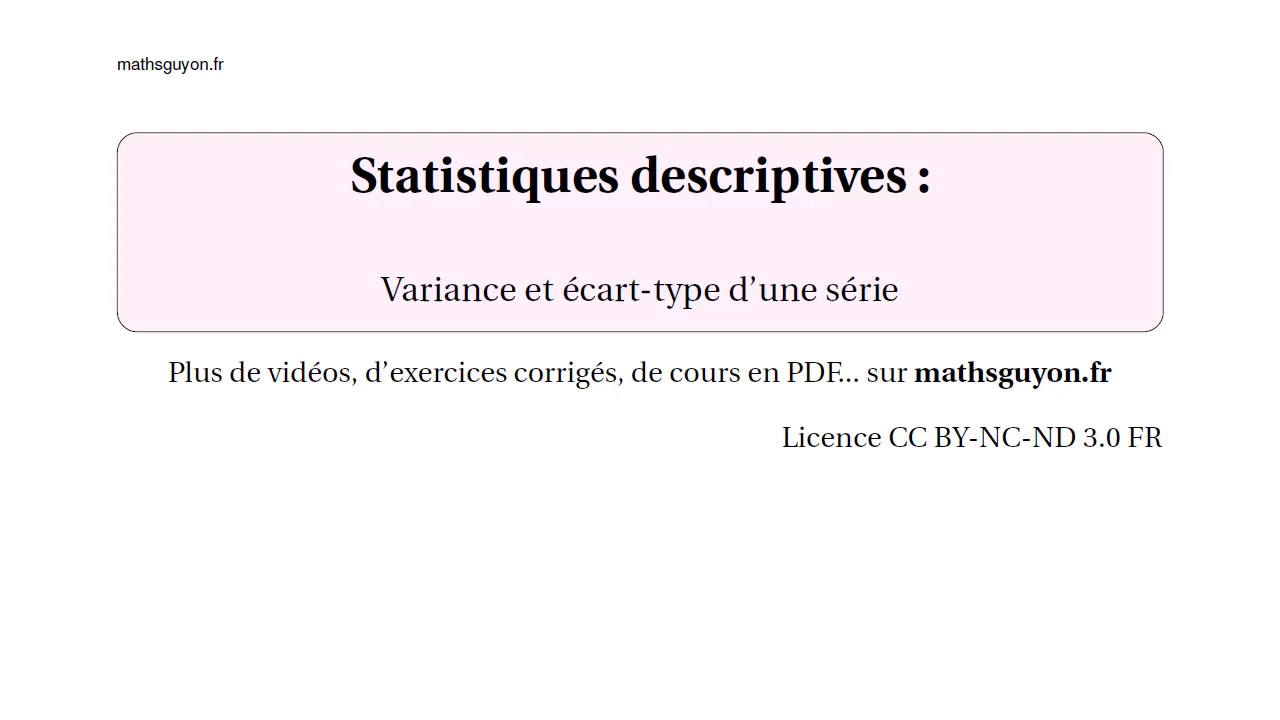 mathsguyon.fr
Statistiques descriptives :
Variance et écart-type d’une série
Plus de vidéos, d’exercices corrigés, de cours en PDF... sur mathsguyon.fr
Licence CC BY-NC-ND 3.0 FR